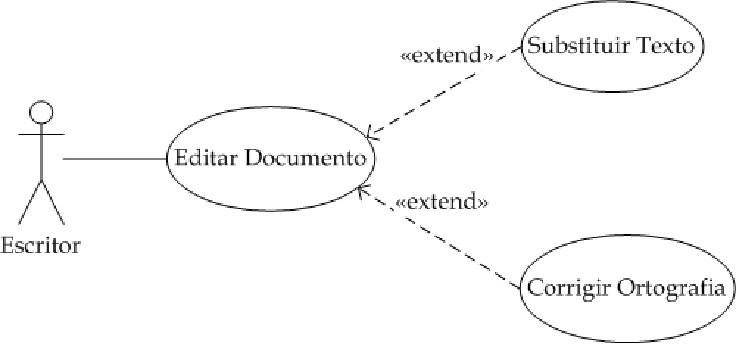 Substituir Texto
«extend»
Editar Documento
«extend»
Escritor
Corrigir Ortografia